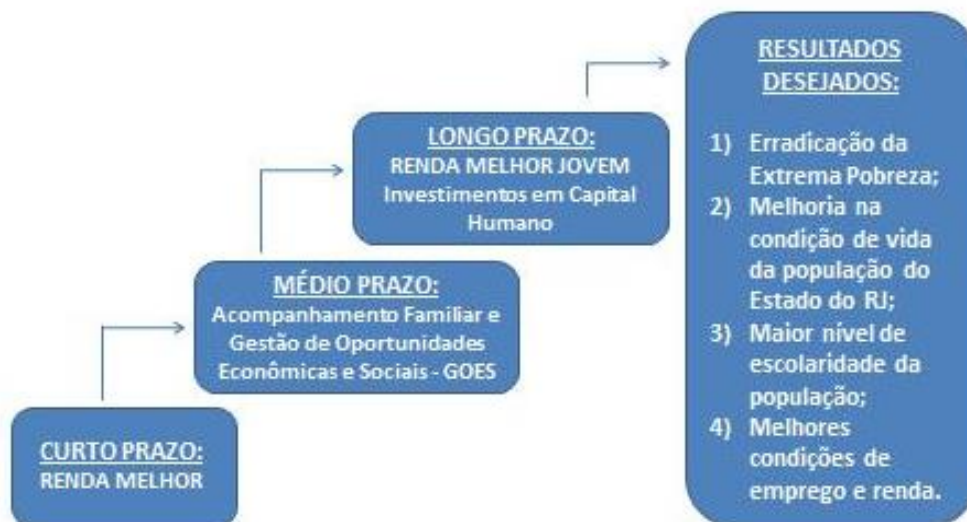 CURTO PRAZO:
RENDA MELHOR
MÉDIO PRAZO:
Acompanhamento Familiar e
Gestão de Oportunidades
Econômicas e Sociais - GOES
LONGO PRAZO:
RENDA MELHOR JOVEM
Investimentos em Capital
Humano
RESULTADOS
DESEJADOS:
1) Erradicação da
Extrema Pobreza;
2) Melhoria na
condição de vida
da população do
Estado do RJ;
3) Maior nível de
escolaridade da
população;
4) Melhores
condições de
emprego e renda.